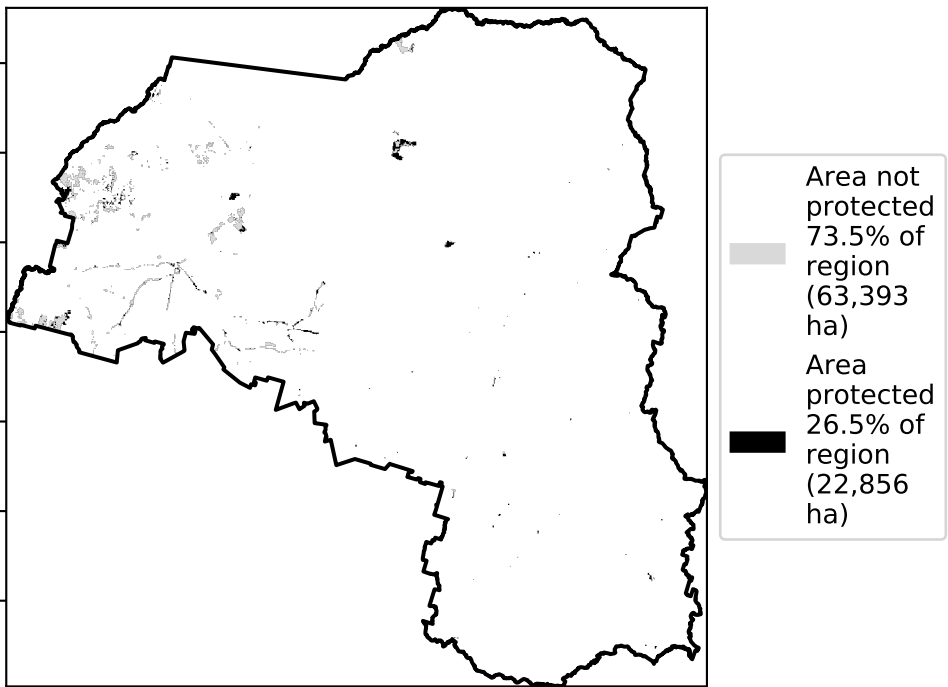 Area not
protected
73.5% of
region
(63,393
ha)
Area
protected
26.5% of
region
(22,856
ha)